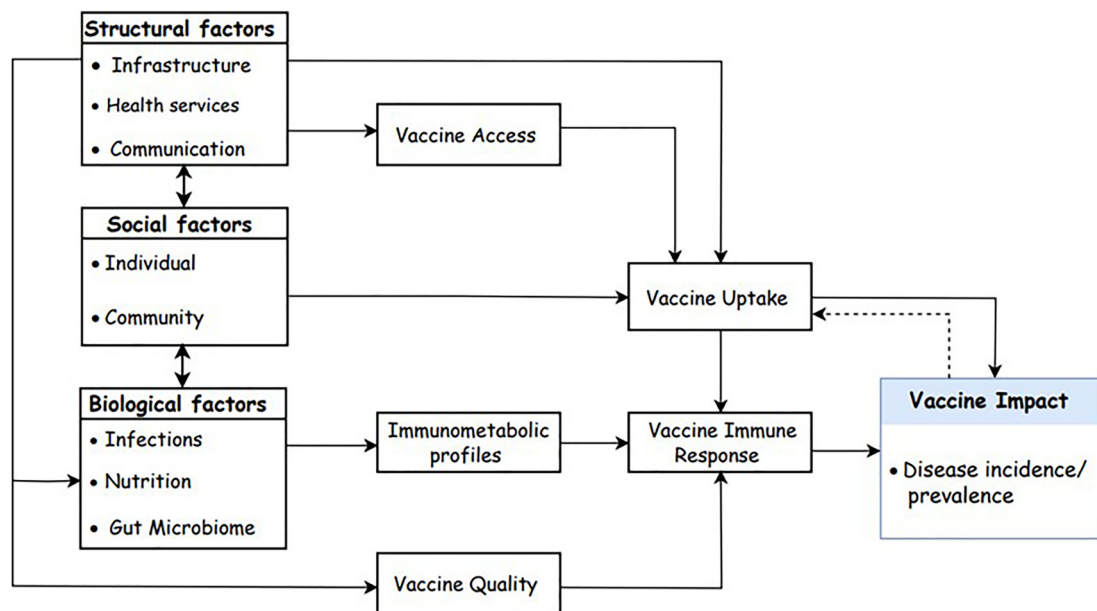 Structural factors
• Infrastructure
• Health services
• Communication
Vaccine Access
Social factors
• Individual
• Community
Vaccine Uptake
Biological factors
• Infections
• Nutrition
• Gut Microbiome
Immunometabolic
profiles
Vaccine Immune
Response
Vaccine Impact
• Disease incidence/
prevalence
Vaccine Quality